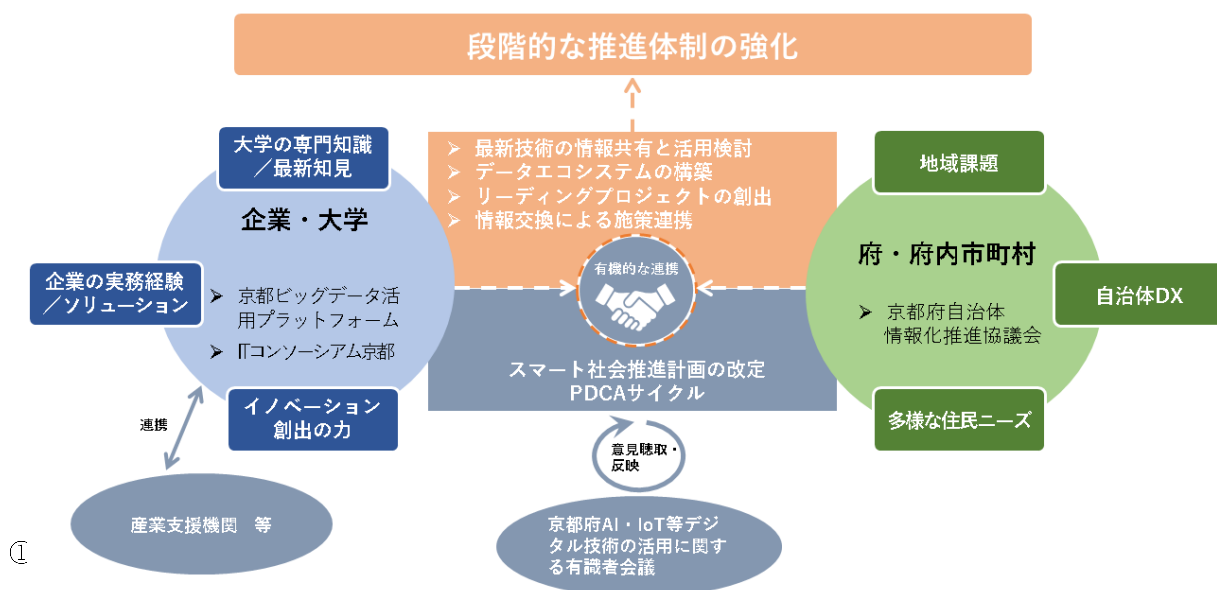 段階的な推進体制の強化
大学の専門知識
／最新知見
企業・大学
企業の実務経験
／ソリューション
➢ 京都ビッグデータ活
用プラットフォーム
➢ ITコンソーシアム京都
イノベーション
創出の力
連携
産業支援機関　等
➢ 最新技術の情報共有と活用検討
➢ データエコシステムの構築
➢ リーディングプロジェクトの創出
➢ 情報交換による施策連携
有機的な連携
スマート社会推進計画の改定
PDCAサイクル
意見聴取・
反映
京都府AI・IoT等デジ
タル技術の活用に関す
る有識者会議
地域課題
府・府内市町村
➢ 京都府自治体
情報化推進協議会
自治体DX
多様な住民ニーズ
①